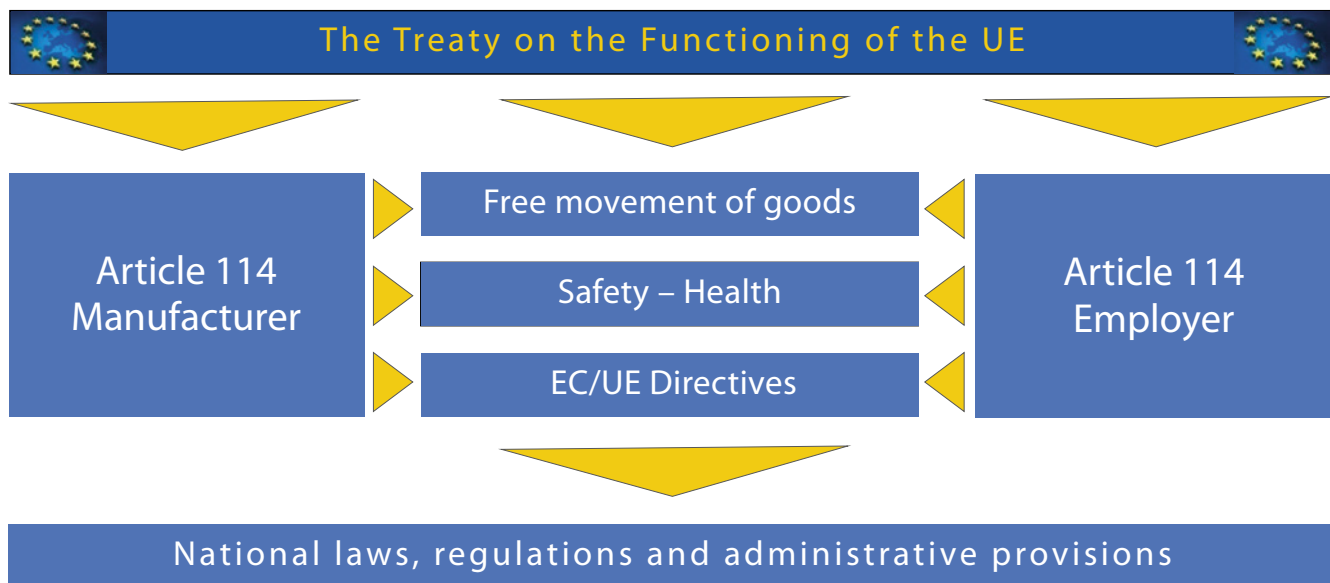 The Treaty on the Functioning of the UE
Article 114
Manufacturer
Free movement of goods
Safety – Health
EC/UE Directives
Article 114
Employer
National laws, regulations and administrative provisions